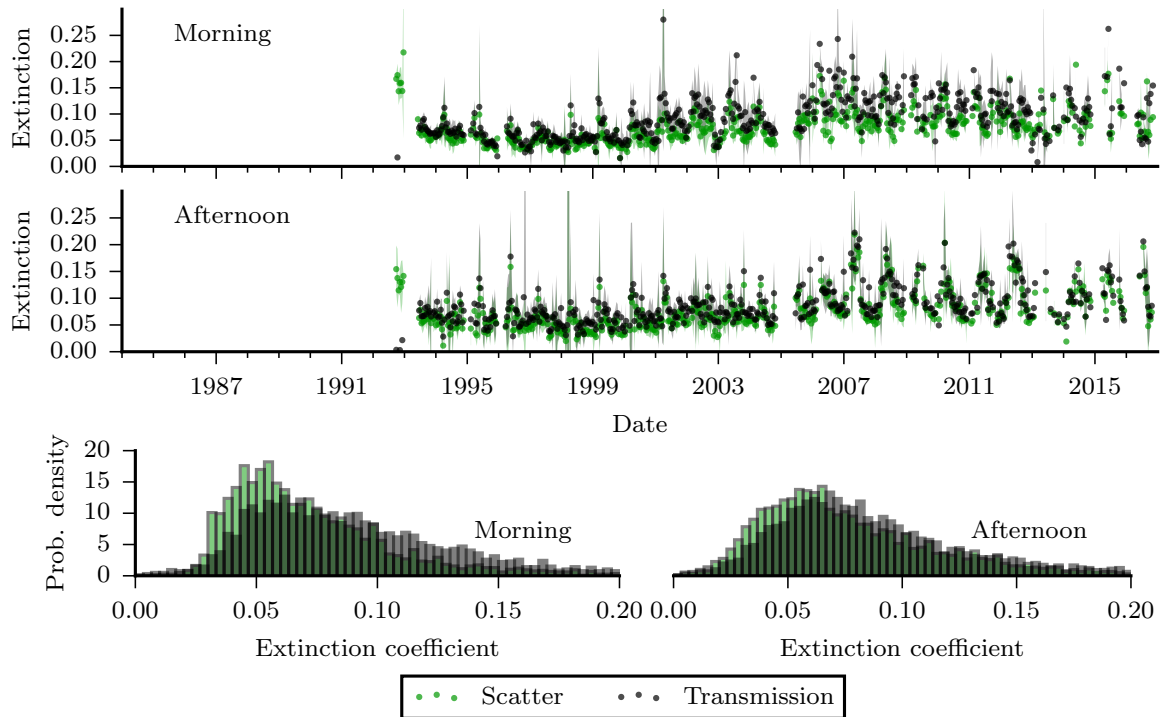 Morning
Extinction
0.25
0.20
0.15
0.10
0.05
0.00
Afternoon
Extinction
0.25
0.20
0.15
0.10
0.05
0.00
1987 1991 1995 1999 2003 2007 2011 2015
Date
Prob. density
20
15
10
5
0
Morning
0.00 0.05 0.10 0.15 0.20
Extinction coefficient
Afternoon
0.00 0.05 0.10 0.15 0.20
Extinction coefficient
Scatter Transmission